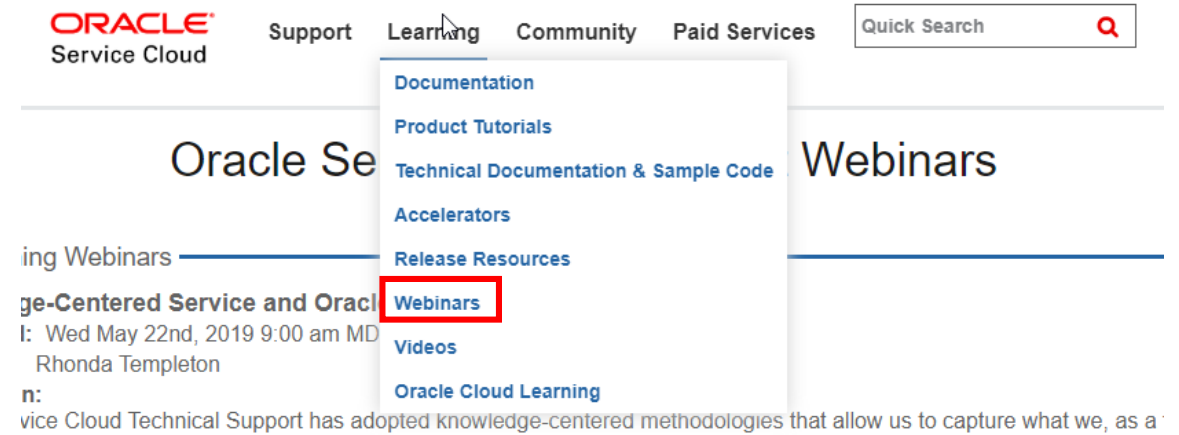 ORACLE
Service Cloud
Support Learning Community Paid Services Quick Search
Documentation
Product Tutorials
Technical Documentation & Sample Code
Accelerators
Release Resources
Webinars
Videos
Oracle Cloud Learning
Oracle Se Webinars
ing Webinars
ge-Centered Service and Oracl
Wed May 22nd, 2019 9:00 am MD
Rhonda Templeton
n:
vice Cloud Technical Support has adopted knowledge-centered methodologies that allow us to capture what we, as a